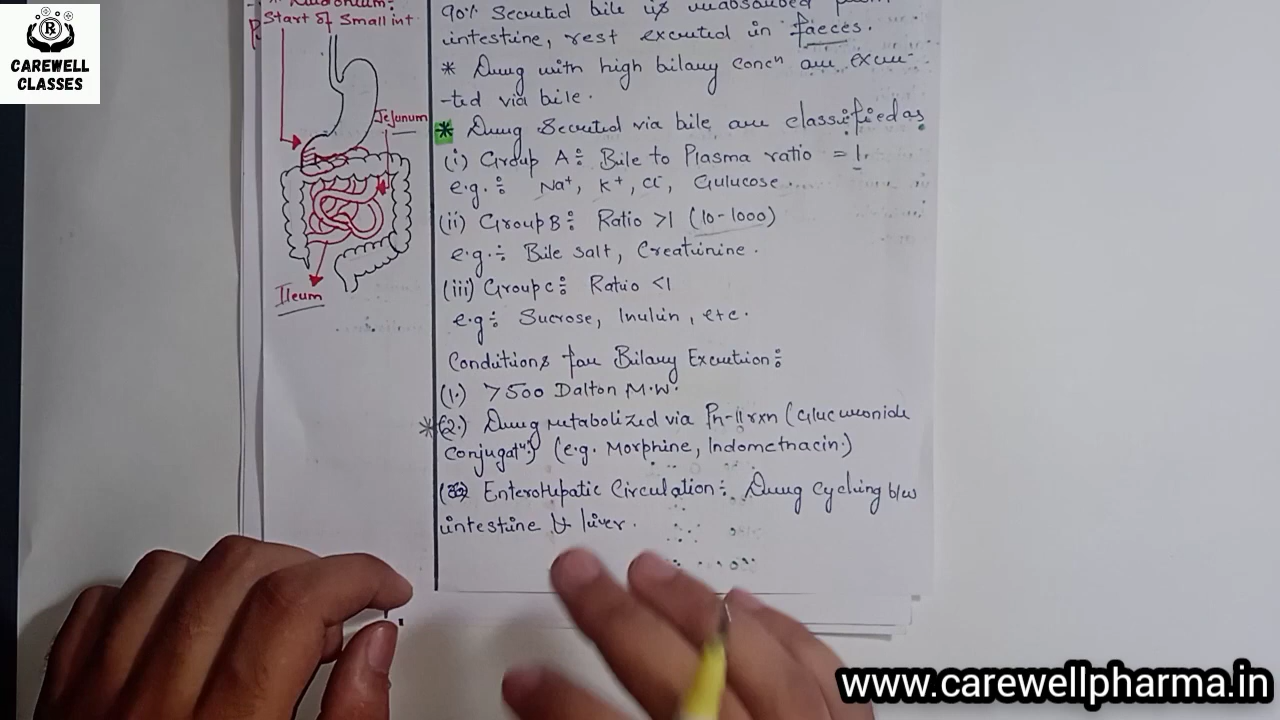 CAREWELL
CLASSES
Start of Small int
Jejunum
Ileum
90% Secreted bile is
intestine, rest excreted in faeces.
* Drug with high bilary concⁿ are excre-
-ted via bile.
* Drug Secreted via bile are classified as
(i) Group A: Bile to Plasma ratio = 1.
e.g.: Na⁺, K⁺, Cl⁻, Gulucose.
(ii) Group B: Ratio >1 (10-1000)
e.g.: Bile salt, Creatinine.
(iii) Group C: Ratio <1
e.g: Sucrose, Inulin, etc.
Conditions for Bilary Excretion:
(1.) >500 Dalton M.W.
*(2.) Drug metabolized via Ph-II rxn (Glucuronide
Conjugatⁿ.) (e.g. Morphine, Indomethacin.)
EnteroHepatic Circulation: Drug cycling b/w
intestine & liver.
www.carewellpharma.in